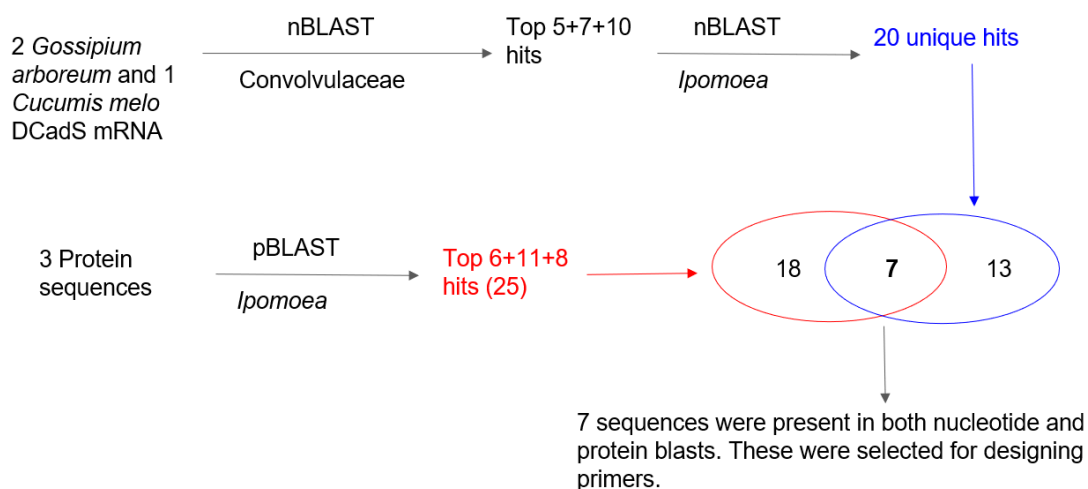 2 Gossipium
arboreum and 1
Cucumis melo
DCadS mRNA
nBLAST
Convolvulaceae
Top 5+7+10
hits
nBLAST
Ipomoea
20 unique hits
3 Protein
sequences
pBLAST
Ipomoea
Top 6+11+8
hits (25)
18
7
13
7 sequences were present in both nucleotide and
protein blasts. These were selected for designing
primers.